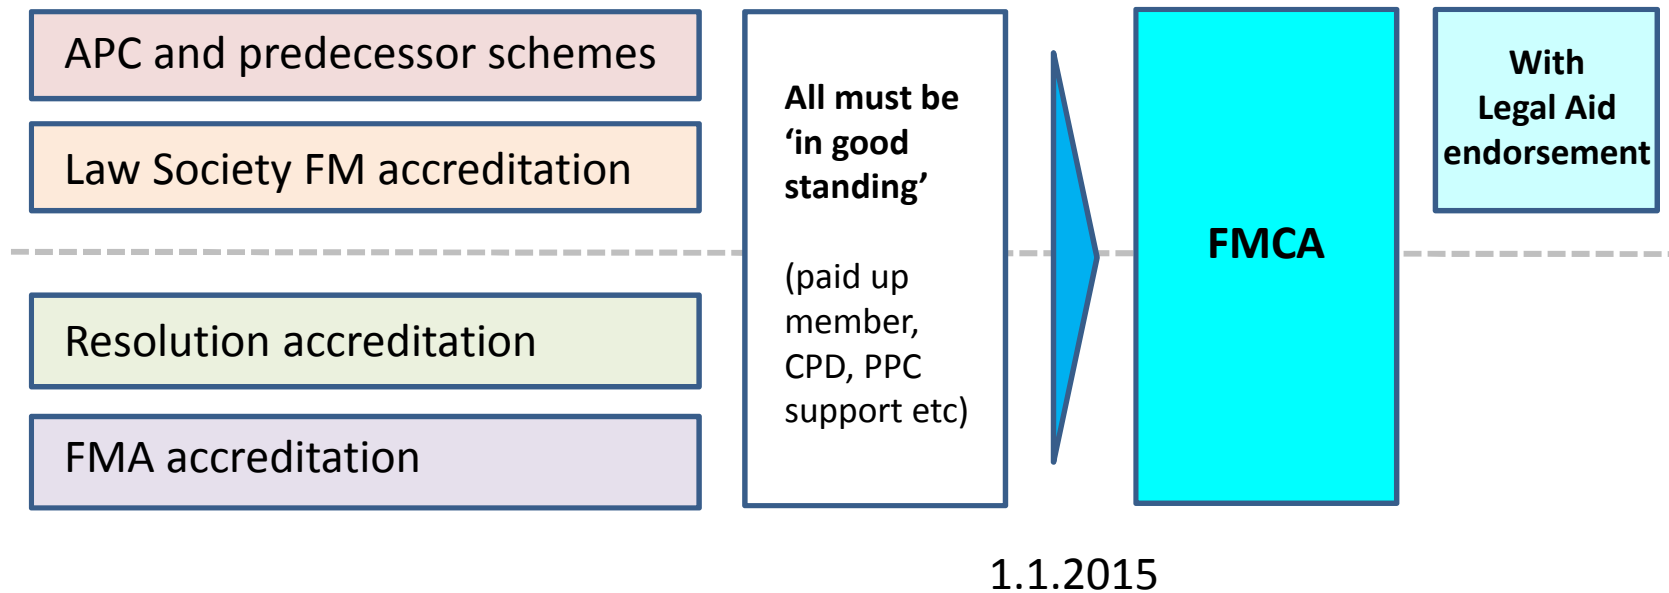 APC and predecessor schemes
Law Society FM accreditation
Resolution accreditation
FMA accreditation
All must be
‘in good
standing’
(paid up
member,
CPD, PPC
support etc)
FMCA
With
Legal Aid
endorsement
1.1.2015